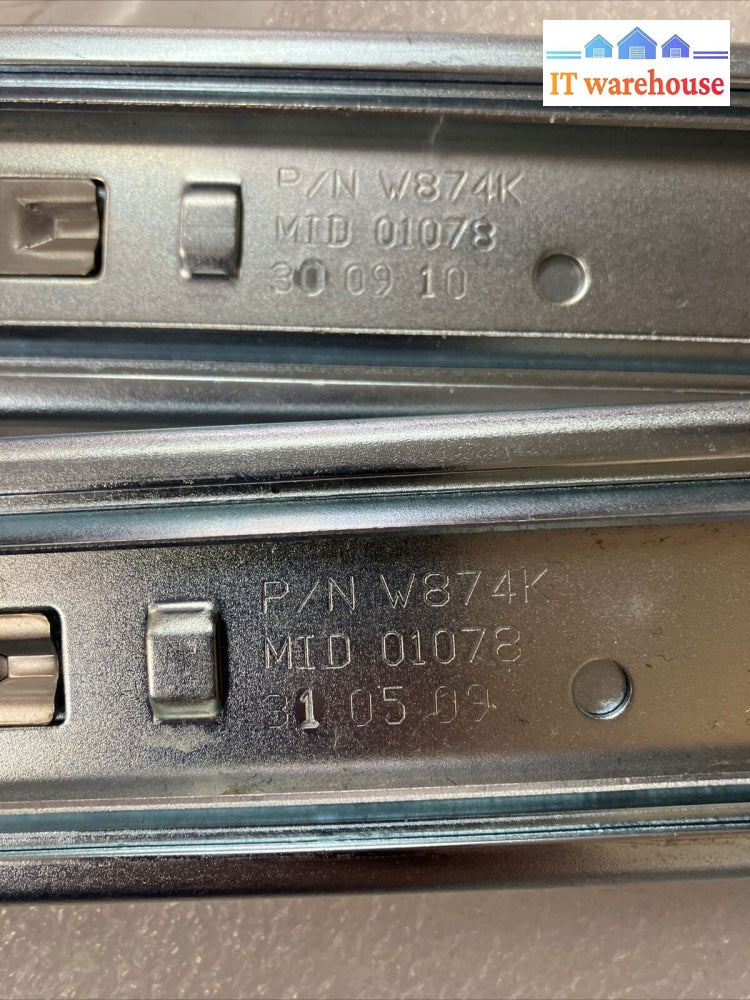 IT warehouse
P/N W874K
MID 01078
30 09 10
P/N W874K
MID 01078
31 05 09